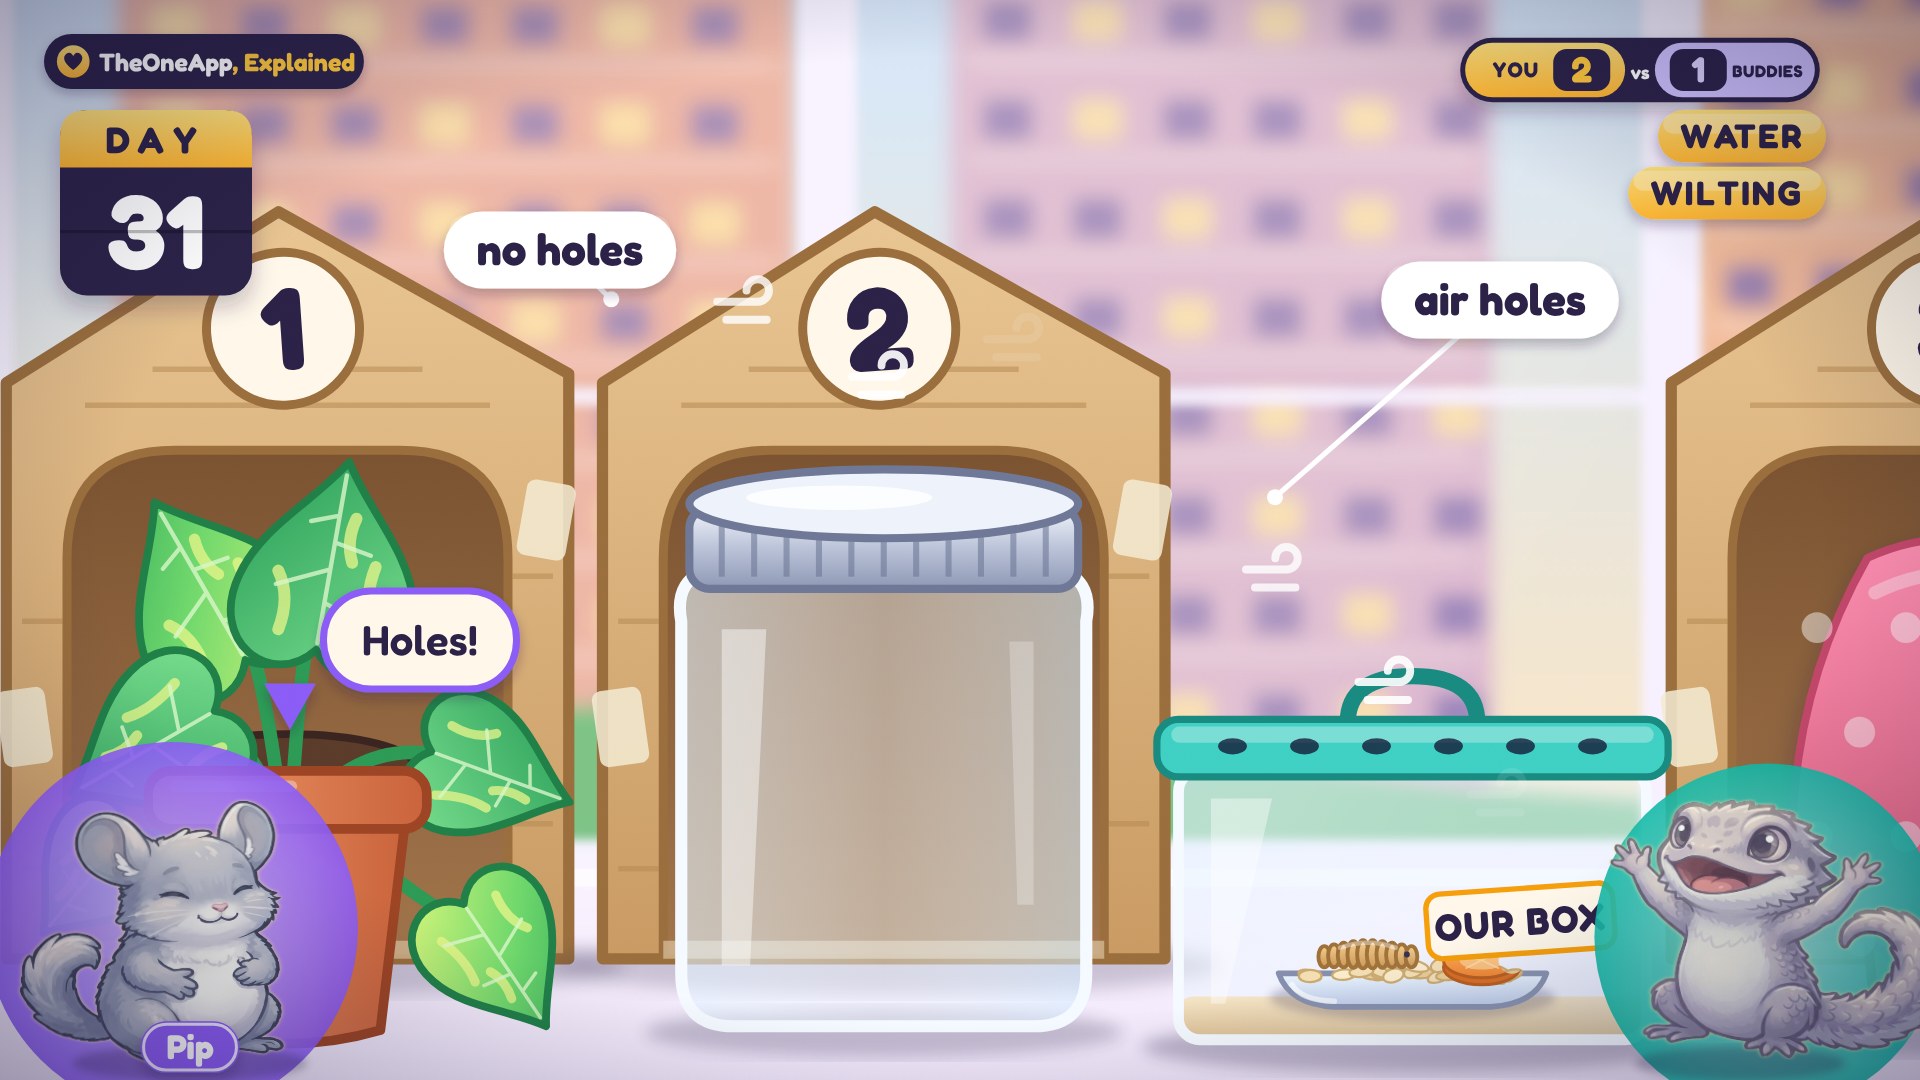 TheOneApp, Explained
YOU 2 vs 1 BUDDIES
DAY
31
WATER
WILTING
no holes
air holes
1
2
Holes!
OUR BOX
Pip